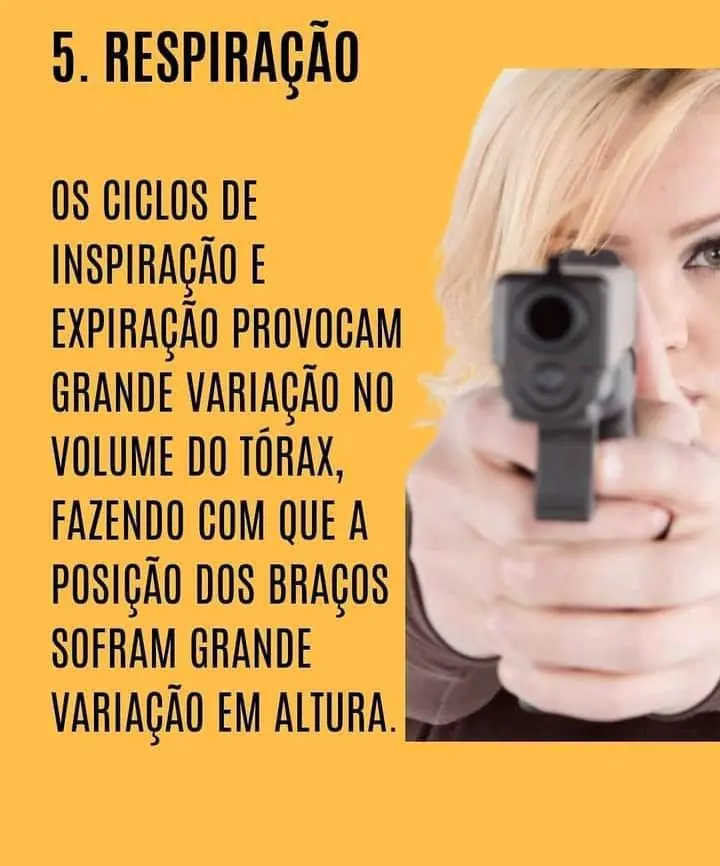 5. RESPIRAÇÃO
OS CICLOS DE
INSPIRAÇÃO E
EXPIRAÇÃO PROVOCAM
GRANDE VARIAÇÃO NO
VOLUME DO TÓRAX,
FAZENDO COM QUE A
POSIÇÃO DOS BRAÇOS
SOFRAM GRANDE
VARIAÇÃO EM ALTURA.